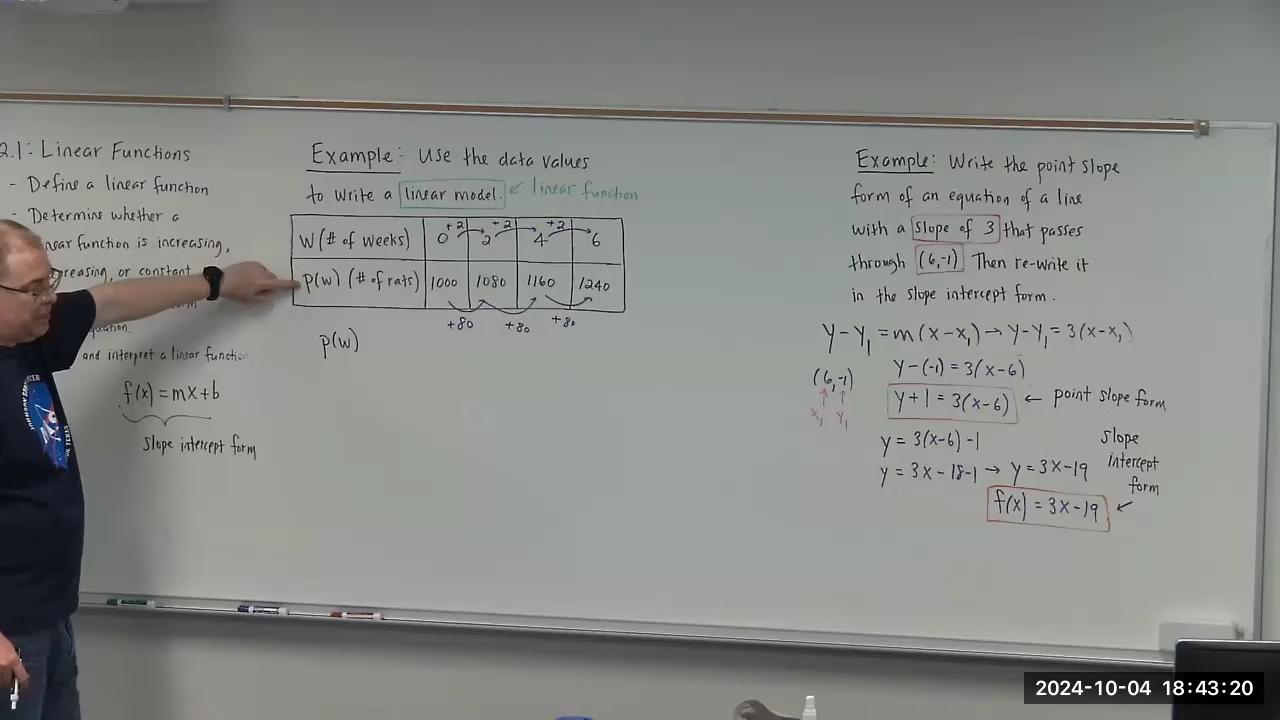 2.1: Linear Functions
- Define a linear function
- Determine whether a
function is increasing,
or constant
and interpret a linear function
f(x) = mx+b
Slope intercept form
Example: Use the data values
to write a linear model. ← linear function
W (# of weeks) 0 2 4 6
+2 +2 +2
P(w) (# of rats) 1000 1080 1160 1240
+80 +80 +80
p(w)
Example: Write the point slope
form of an equation of a line
with a slope of 3 that passes
through (6,-1) Then re-write it
in the slope intercept form.
y-y₁ = m(x-x₁) → y-y₁ = 3(x-x₁)
(6,-1)
x₁ y₁
y-(-1) = 3(x-6)
y+1 = 3(x-6) ← point slope form
y = 3(x-6) -1
y = 3x-18-1 → y = 3x-19
slope
intercept
form
f(x) = 3x-19 ←
2024-10-04 18:43:20